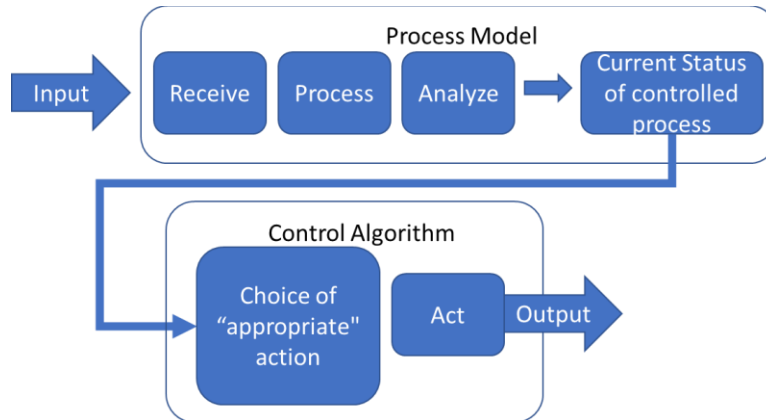 Process Model
Input
Receive
Process
Analyze
Current Status
of controlled
process
Control Algorithm
Choice of
“appropriate"
action
Act
Output